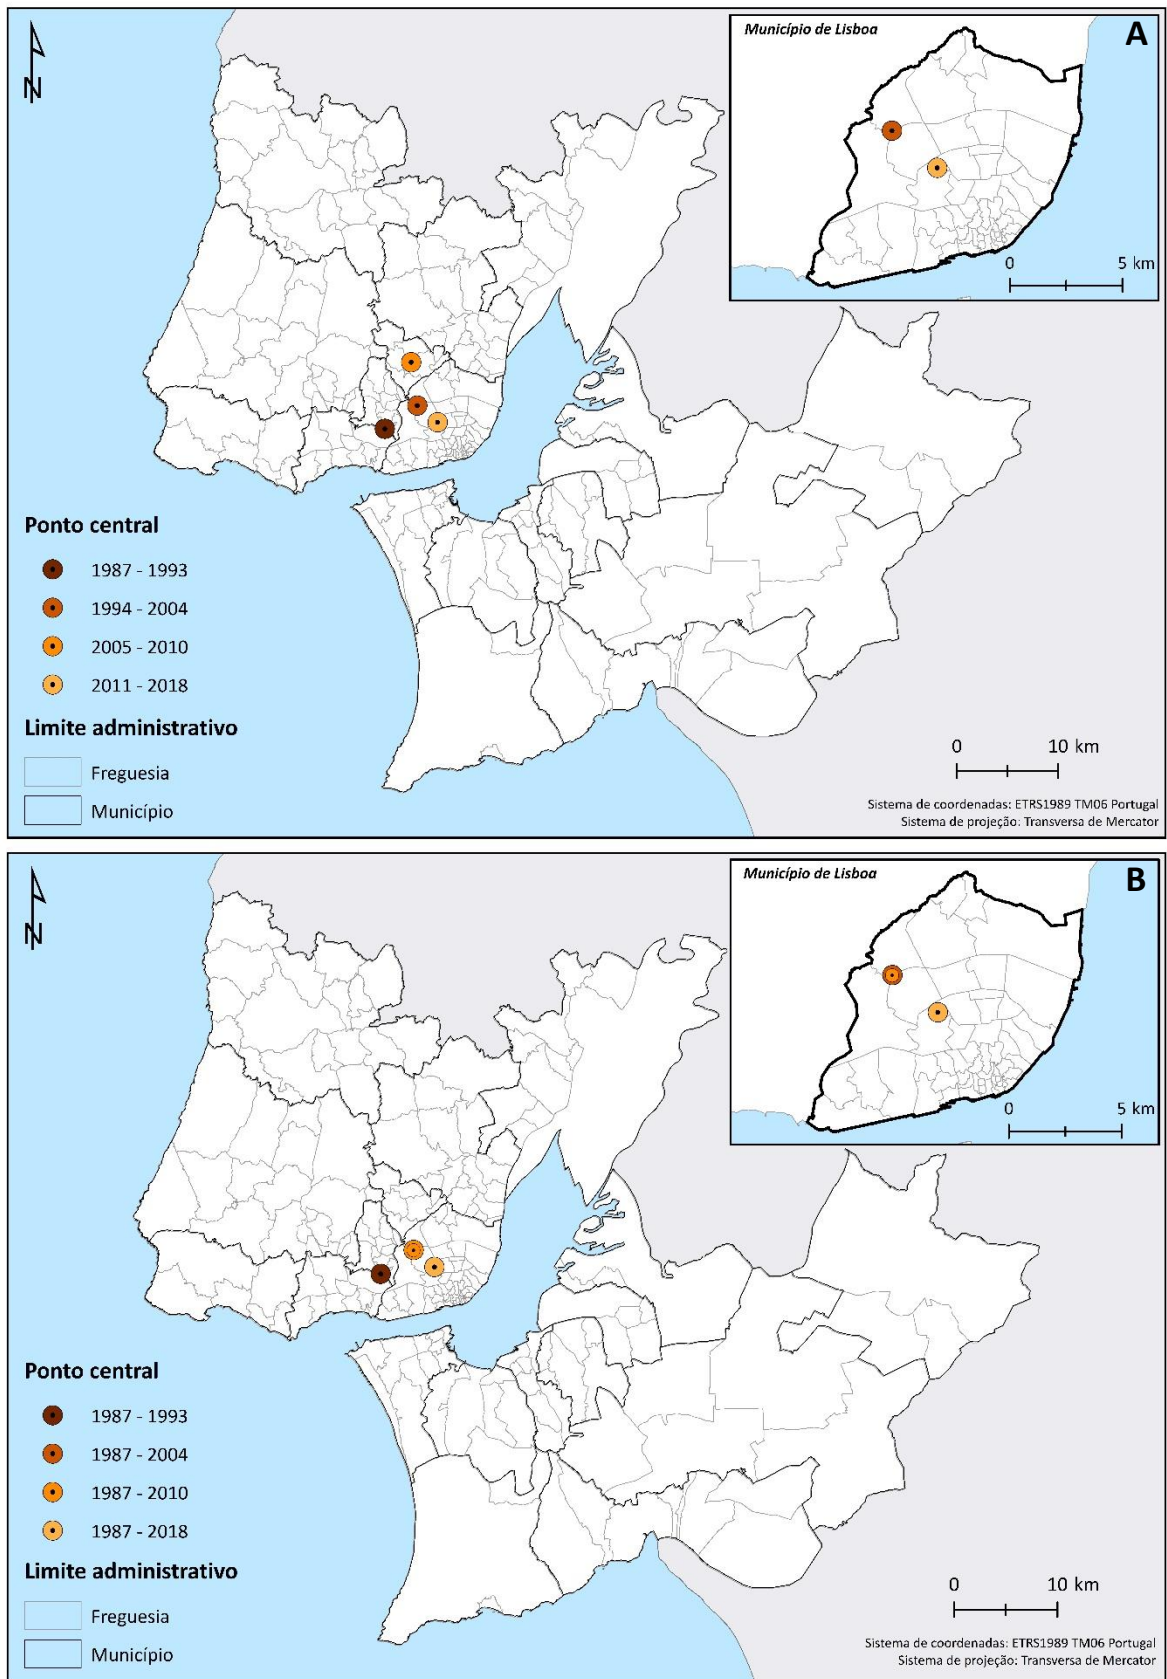 Município de Lisboa
A
N
0 5 km
Ponto central
1987 - 1993
1994 - 2004
2005 - 2010
2011 - 2018
Limite administrativo
Freguesia
Município
0 10 km
Sistema de coordenadas: ETRS1989 TM06 Portugal
Sistema de projeção: Transversa de Mercator
Município de Lisboa
B
N
0 5 km
Ponto central
1987 - 1993
1987 - 2004
1987 - 2010
1987 - 2018
Limite administrativo
Freguesia
Município
0 10 km
Sistema de coordenadas: ETRS1989 TM06 Portugal
Sistema de projeção: Transversa de Mercator